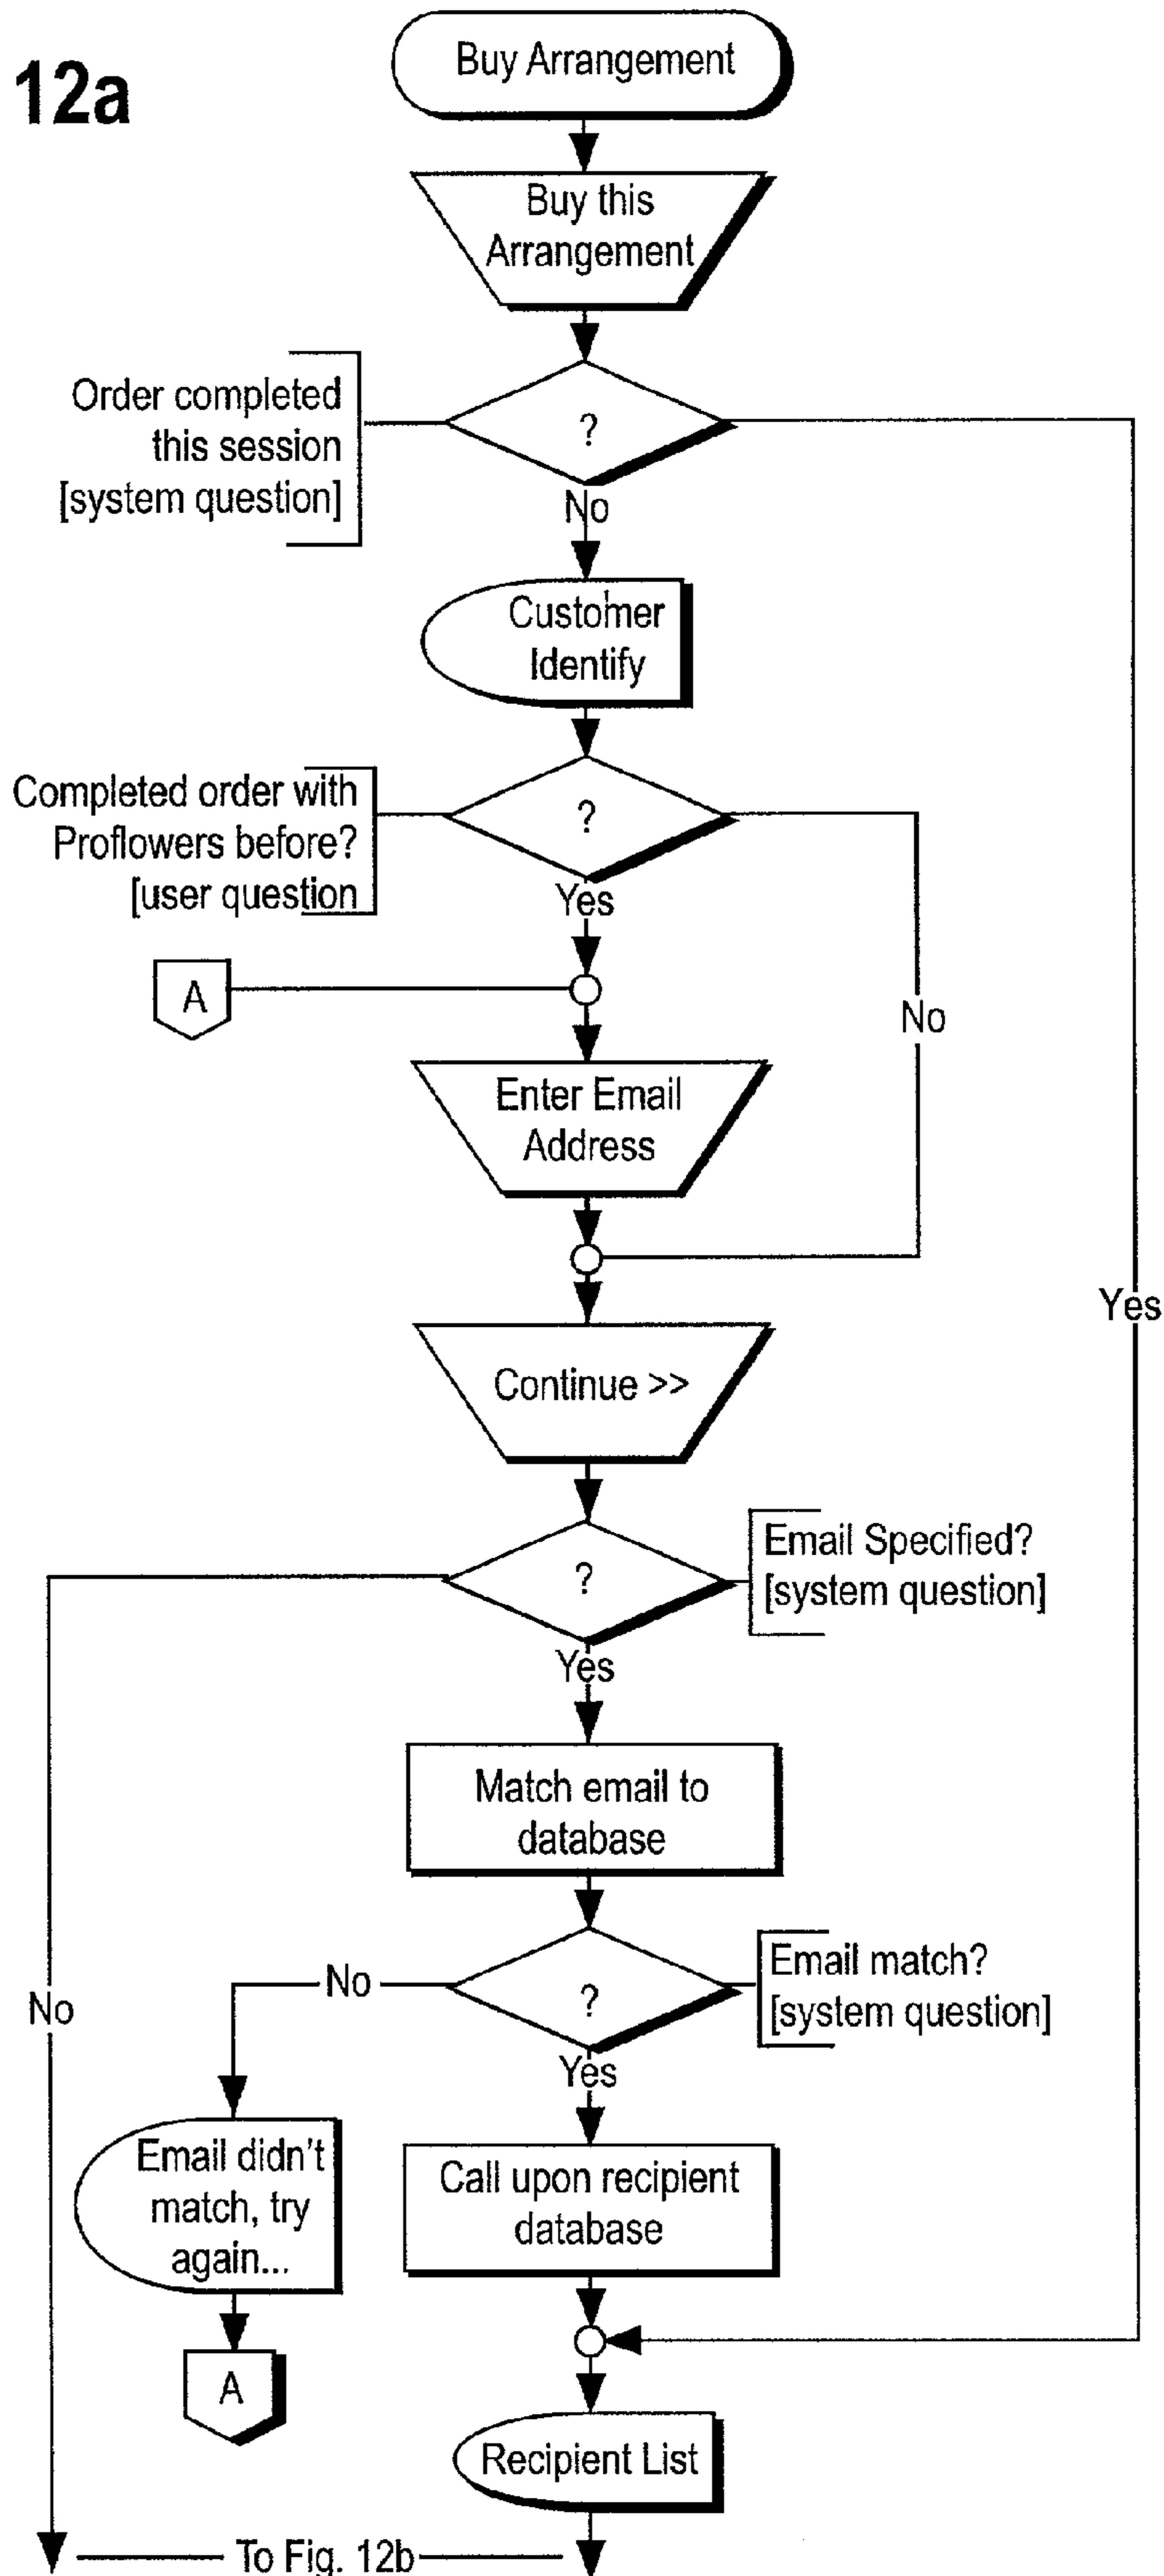 12a
Buy Arrangement
Buy this
Arrangement
Order completed
this session
[system question]
?
No
Customer
Identify
Completed order with
Proflowers before?
[user question
?
Yes
A
No
Enter Email
Address
Yes
Continue >>
Email Specified?
[system question]
?
Yes
Match email to
database
No
No
?
Email match?
[system question]
Yes
Email didn't
match, try
again...
Call upon recipient
database
A
Recipient List
To Fig. 12b